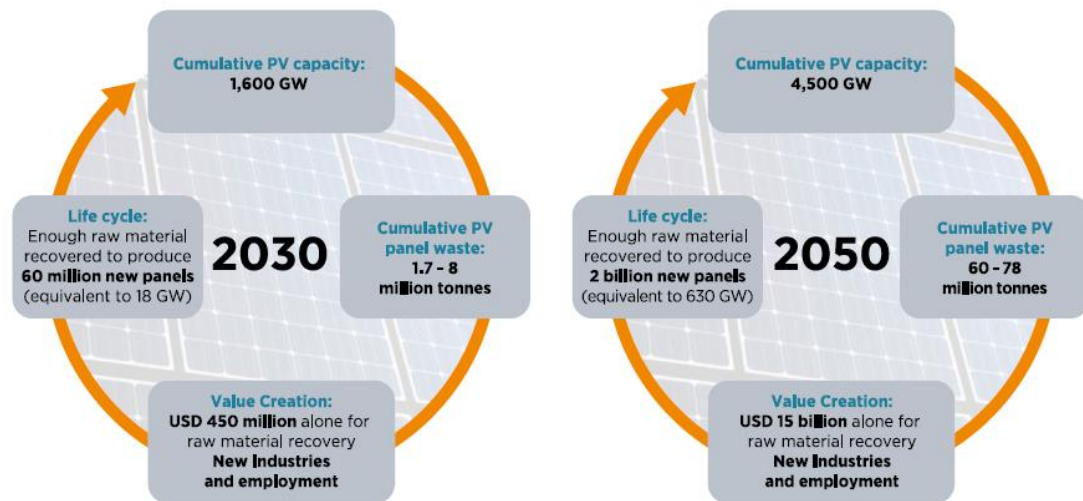 Cumulative PV capacity:
1,600 GW
Life cycle:
Enough raw material
recovered to produce
60 million new panels
(equivalent to 18 GW)
2030
Cumulative PV
panel waste:
1.7 - 8
million tonnes
Value Creation:
USD 450 million alone for
raw material recovery
New Industries
and employment
Cumulative PV capacity:
4,500 GW
Life cycle:
Enough raw material
recovered to produce
2 billion new panels
(equivalent to 630 GW)
2050
Cumulative PV
panel waste:
60 - 78
million tonnes
Value Creation:
USD 15 billion alone for
raw material recovery
New Industries
and employment